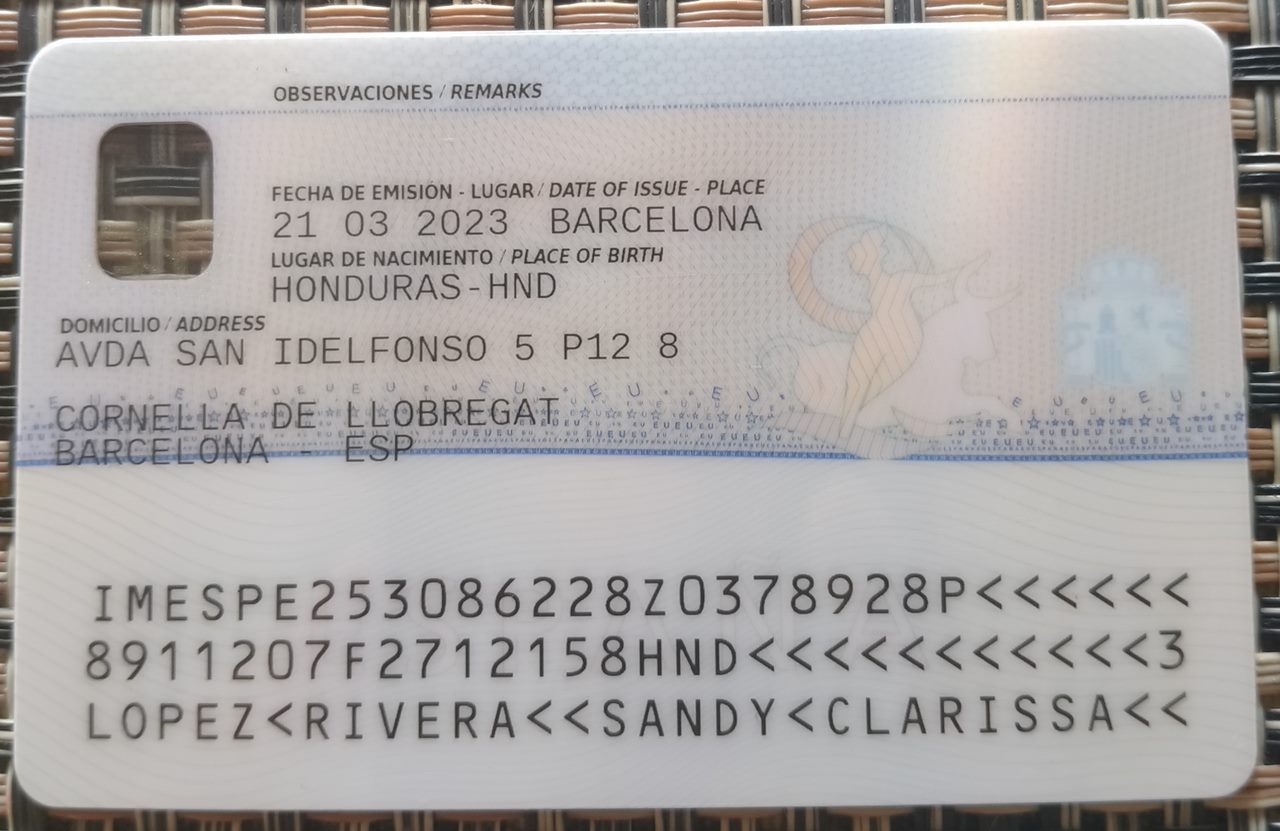 OBSERVACIONES / REMARKS
FECHA DE EMISIÓN - LUGAR / DATE OF ISSUE - PLACE
21 03 2023 BARCELONA
LUGAR DE NACIMIENTO / PLACE OF BIRTH
HONDURAS-HND
DOMICILIO / ADDRESS
AVDA SAN IDELFONSO 5 P12 8
CORNELLA DE LLOBREGAT
BARCELONA - ESP
IMESPE253086228Z0378928P<<<<<<
8911207F2712158HND<<<<<<<<<<<3
LOPEZ<RIVERA<<SANDY<CLARISSA<<